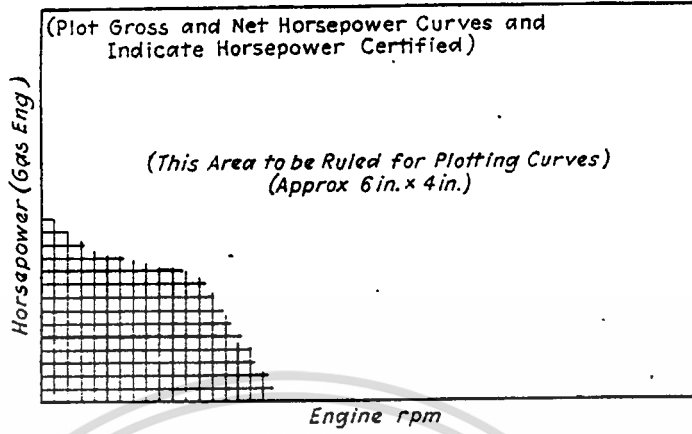 (Plot Gross and Net Horsepower Curves and
Indicate Horsepower Certified)
(This Area to be Ruled for Plotting Curves)
(Approx 6 in. × 4 in.)
Horsepower (Gas Eng)
Engine rpm